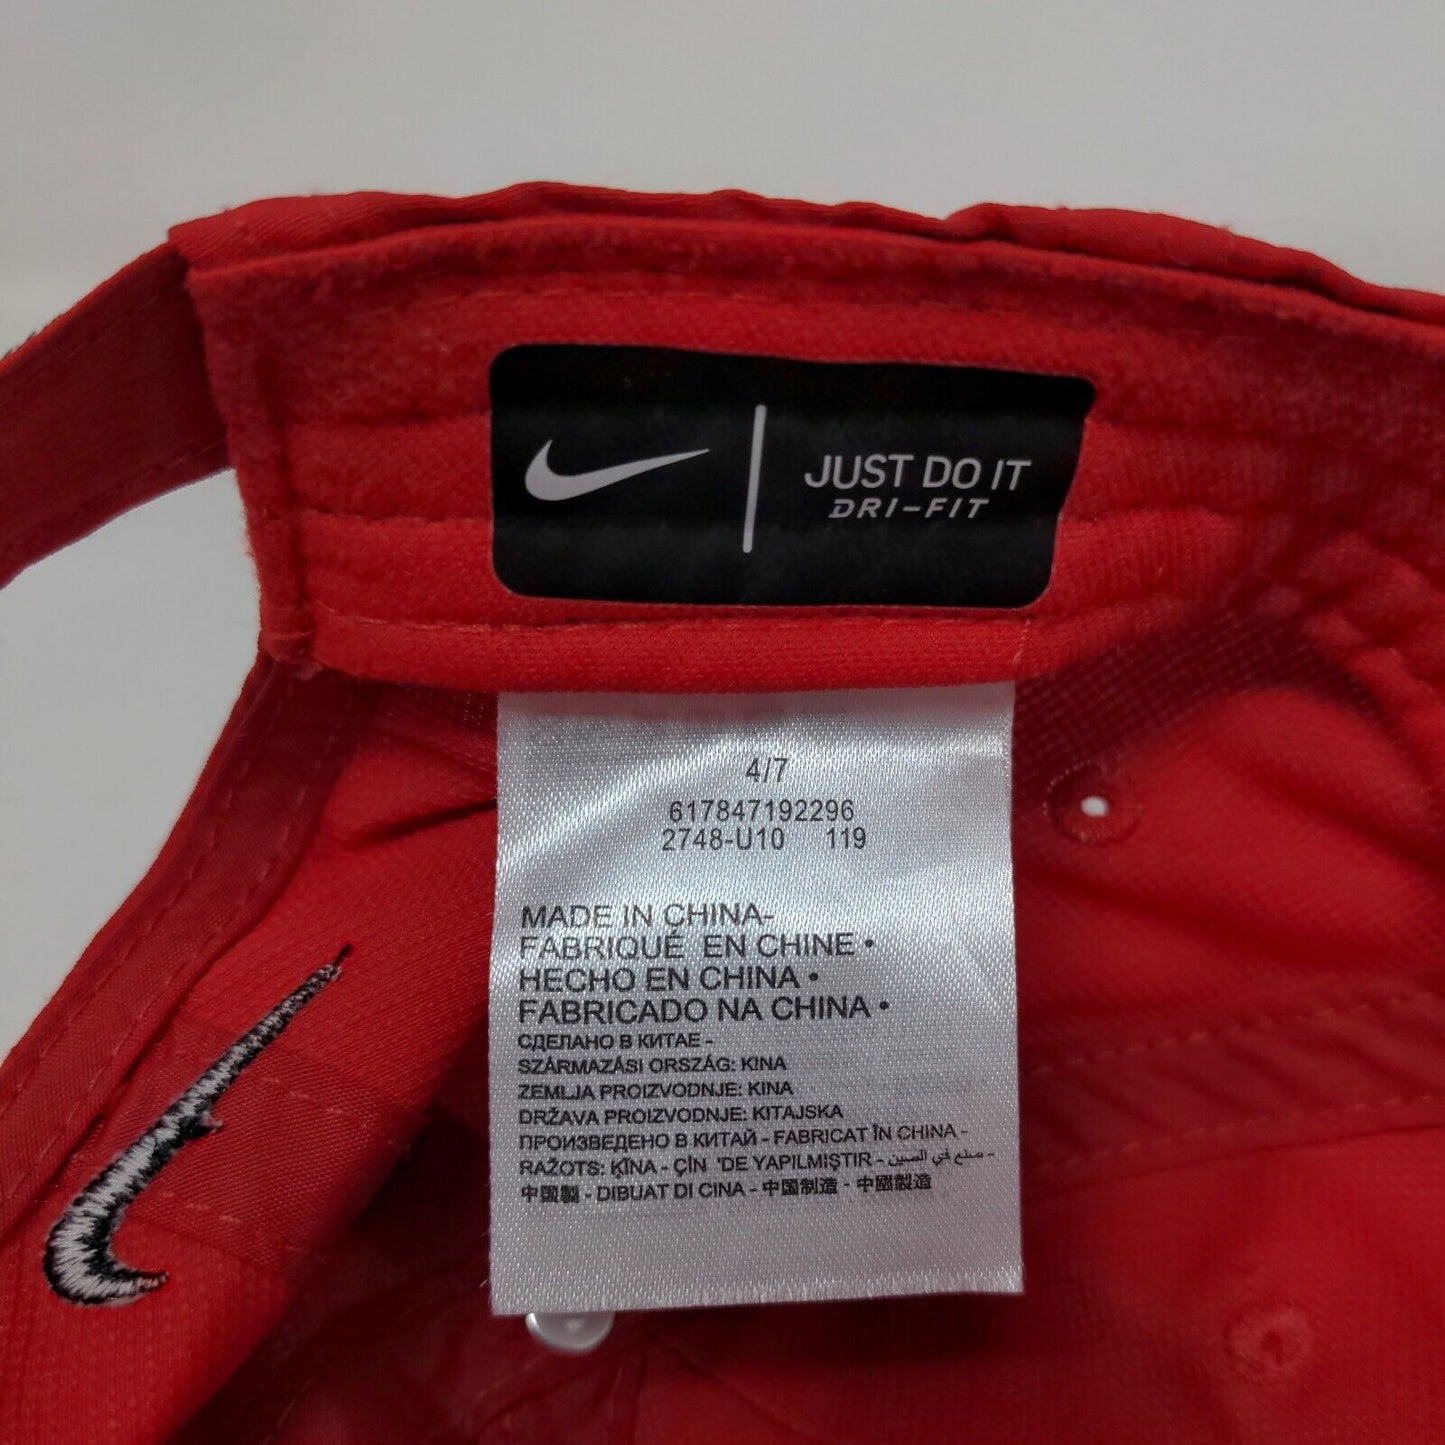 JUST DO IT
DRI-FIT
4/7
617847192296
2748-U10 119
MADE IN CHINA-
FABRIQUÉ EN CHINE •
HECHO EN CHINA •
FABRICADO NA CHINA •
СДЕЛАНО В КИТАЕ -
SZÁRMAZÁSI ORSZÁG: KINA
ZEMLJA PROIZVODNJE: KINA
DRŽAVA PROIZVODNJE: KITAJSKA
ПРОИЗВЕДЕНО В КИТАЙ - FABRICAT ÎN CHINA -
RAŽOTS: ĶĪNA - ÇİN 'DE YAPILMIŞTIR - صنع في الصين -
中国製 - DIBUAT DI CINA - 中国制造 - 中國製造